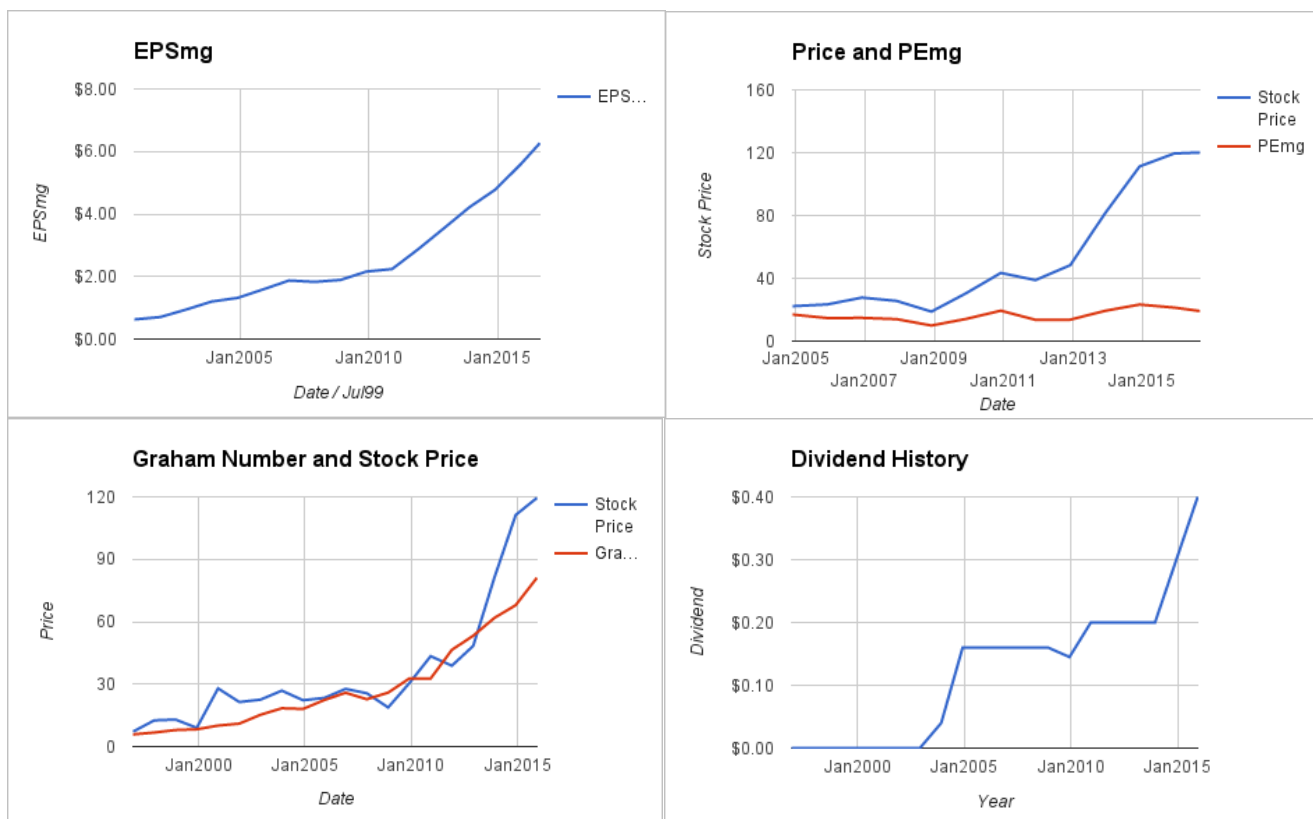 EPSmg
$8.00
$6.00
$4.00
$2.00
$0.00
EPSmg
Jan2005
Jan2010
Jan2015
Date / Jul99
EPS...
Price and PEmg
160
120
80
40
0
Stock Price
Jan2005
Jan2007
Jan2009
Jan2011
Jan2013
Jan2015
Date
Stock
Price
PEmg
Graham Number and Stock Price
120
90
60
30
0
Price
Jan2000
Jan2005
Jan2010
Jan2015
Date
Stock
Price
Gra...
Dividend History
$0.40
$0.30
$0.20
$0.10
$0.00
Dividend
Jan2000
Jan2005
Jan2010
Jan2015
Year